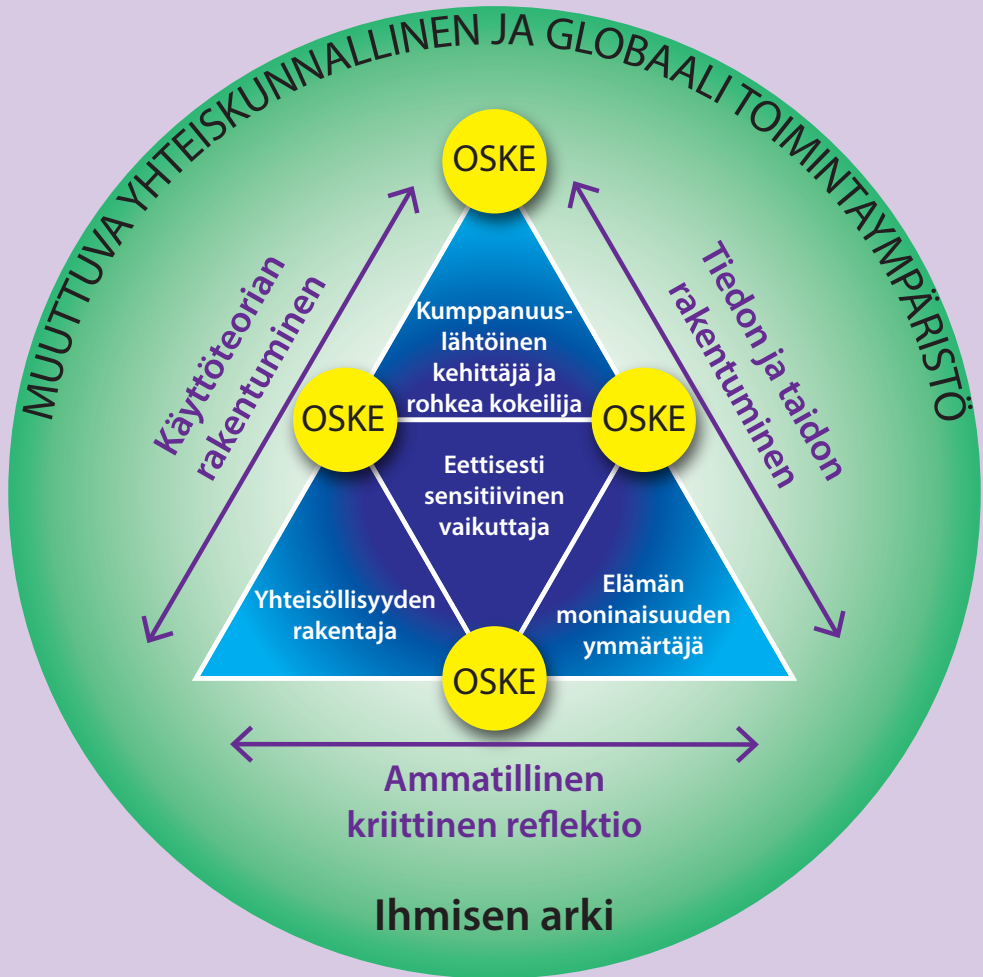 MUUTTUVA YHTEISKUNNALLINEN JA GLOBAALI TOIMINTAYMPÄRISTÖ
OSKE
Käyttöteorian
rakentuminen
Tiedon ja taidon
rakentuminen
Kumppanuus-
lähtöinen
kehittäjä ja
rohkea kokeilija
OSKE
OSKE
Eettisesti
sensitiivinen
vaikuttaja
Yhteisöllisyyden
rakentaja
Elämän
moninaisuuden
ymmärtäjä
OSKE
Ammatillinen
kriittinen reflektio
Ihmisen arki